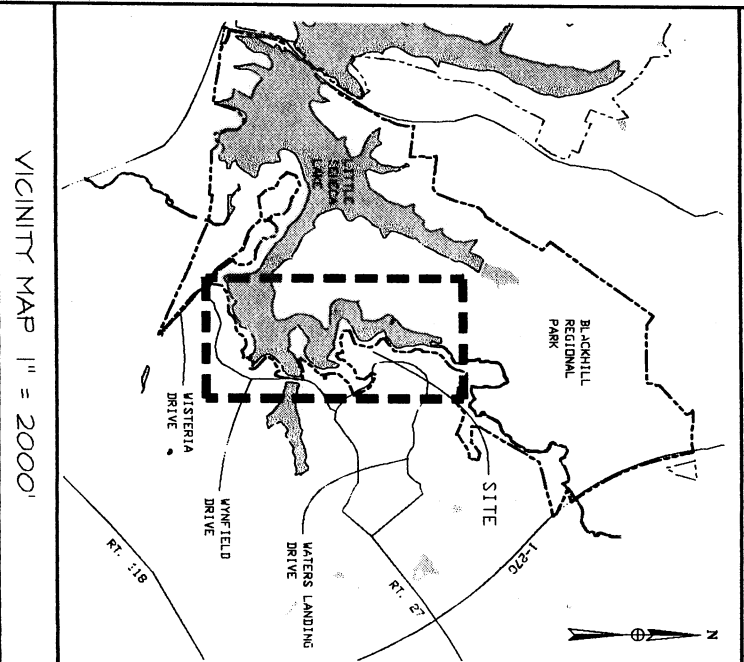 VICINITY MAP 1" = 2000'
LITTLE
SENECA
LAKE
BLACKHILL
REGIONAL
PARK
WISTERIA
DRIVE
WYNFIELD
DRIVE
WATERS LANDING
DRIVE
SITE
I-270
RT. 27
RT. 118
N